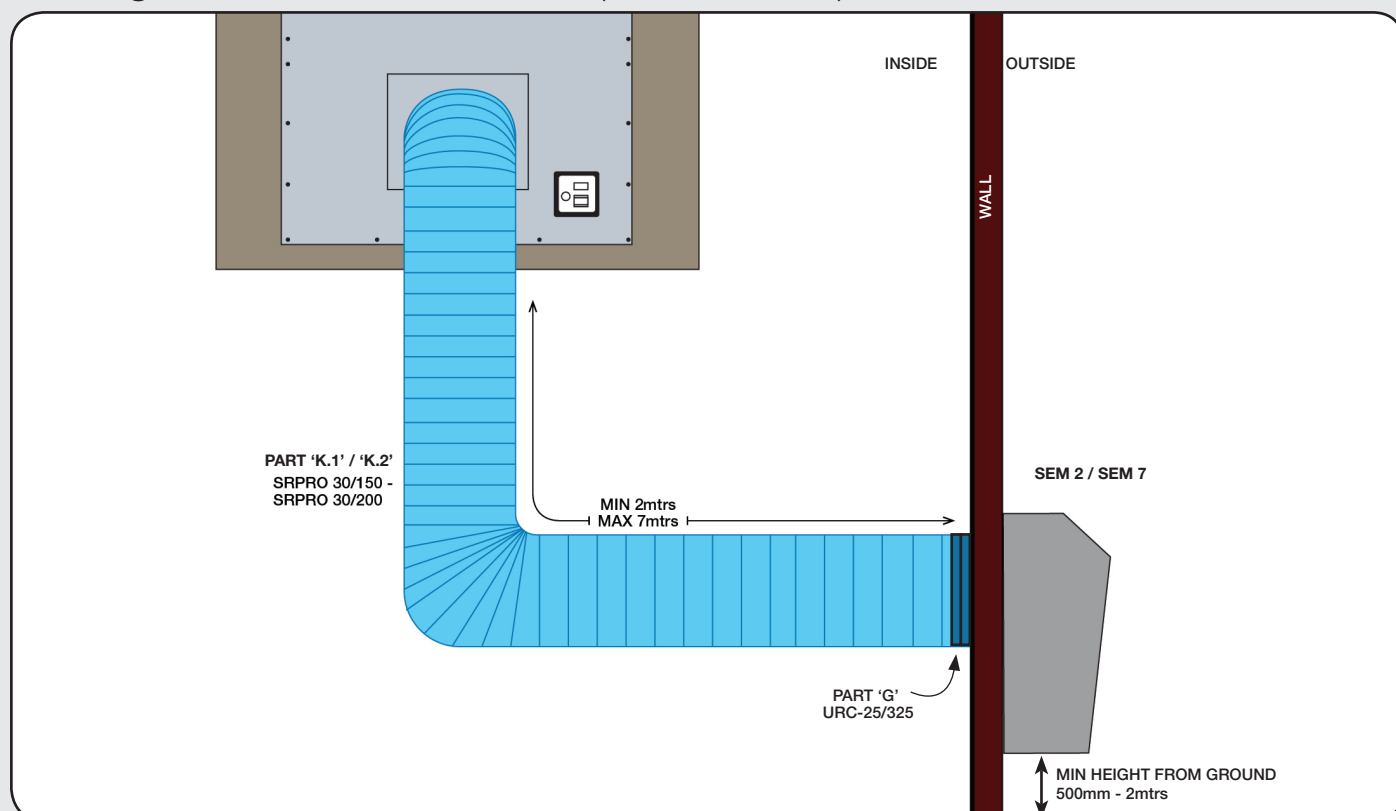 INSIDE
OUTSIDE
WALL
PART ‘K.1’ / ‘K.2’
SRPRO 30/150 -
SRPRO 30/200
MIN 2mtrs
MAX 7mtrs
SEM 2 / SEM 7
PART ‘G’
URC-25/325
MIN HEIGHT FROM GROUND
500mm - 2mtrs